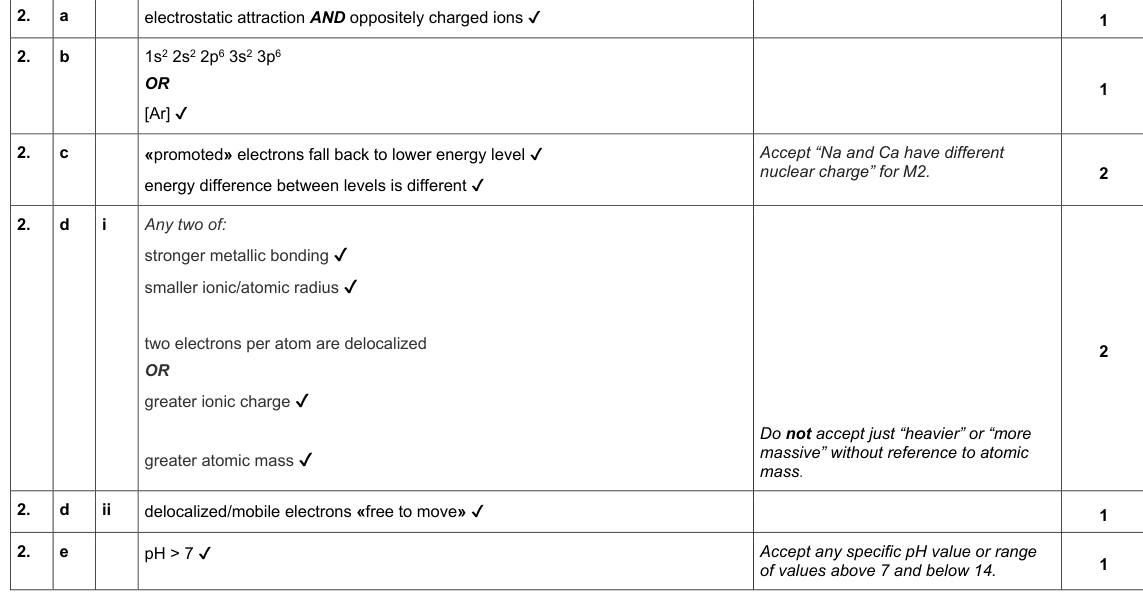 2. a electrostatic attraction AND oppositely charged ions ✓ 1
2. b 1s² 2s² 2p⁶ 3s² 3p⁶
OR
[Ar] ✓
1
2. c «promoted» electrons fall back to lower energy level ✓
energy difference between levels is different ✓
Accept “Na and Ca have different
nuclear charge” for M2.
2
2. d i Any two of:
stronger metallic bonding ✓
smaller ionic/atomic radius ✓
two electrons per atom are delocalized
OR
greater ionic charge ✓
greater atomic mass ✓
Do not accept just “heavier” or “more
massive” without reference to atomic
mass.
2
2. d ii delocalized/mobile electrons «free to move» ✓ 1
2. e pH > 7 ✓
Accept any specific pH value or range
of values above 7 and below 14.
1